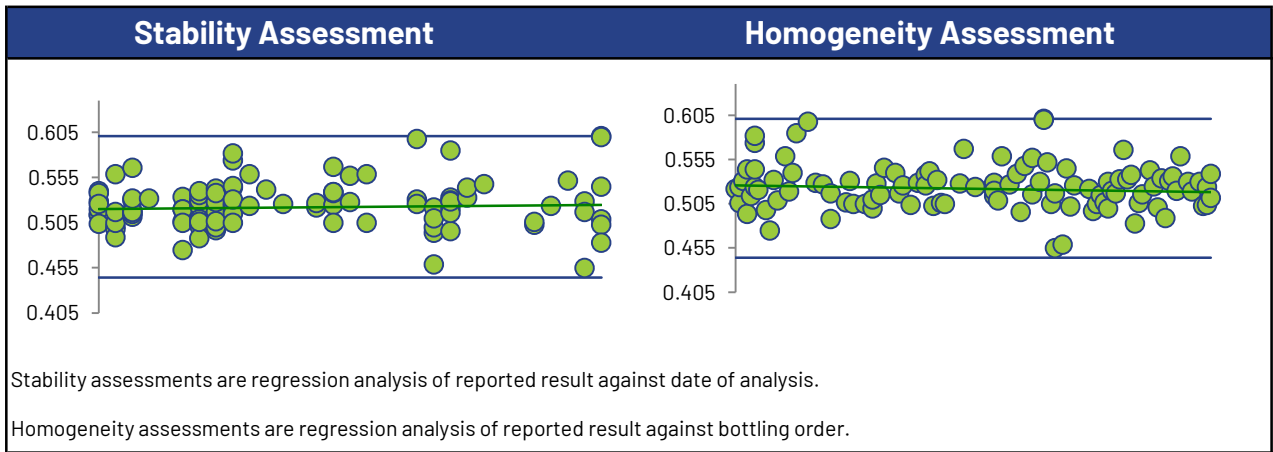 Stability Assessment
Homogeneity Assessment
0.605
0.555
0.505
0.455
0.405
0.605
0.555
0.505
0.455
0.405
Stability assessments are regression analysis of reported result against date of analysis.
Homogeneity assessments are regression analysis of reported result against bottling order.